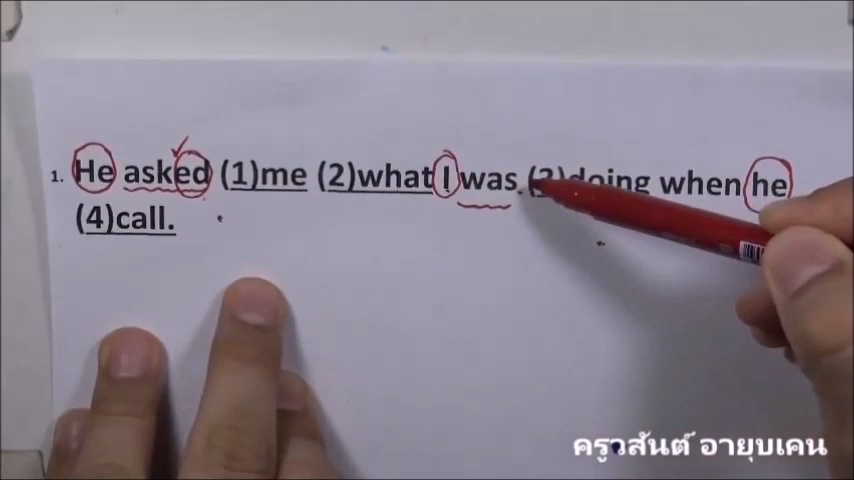 1. He asked (1)me (2)what I was (3)doing when he
(4)call.
ครูวสันต์ อายุบเคน